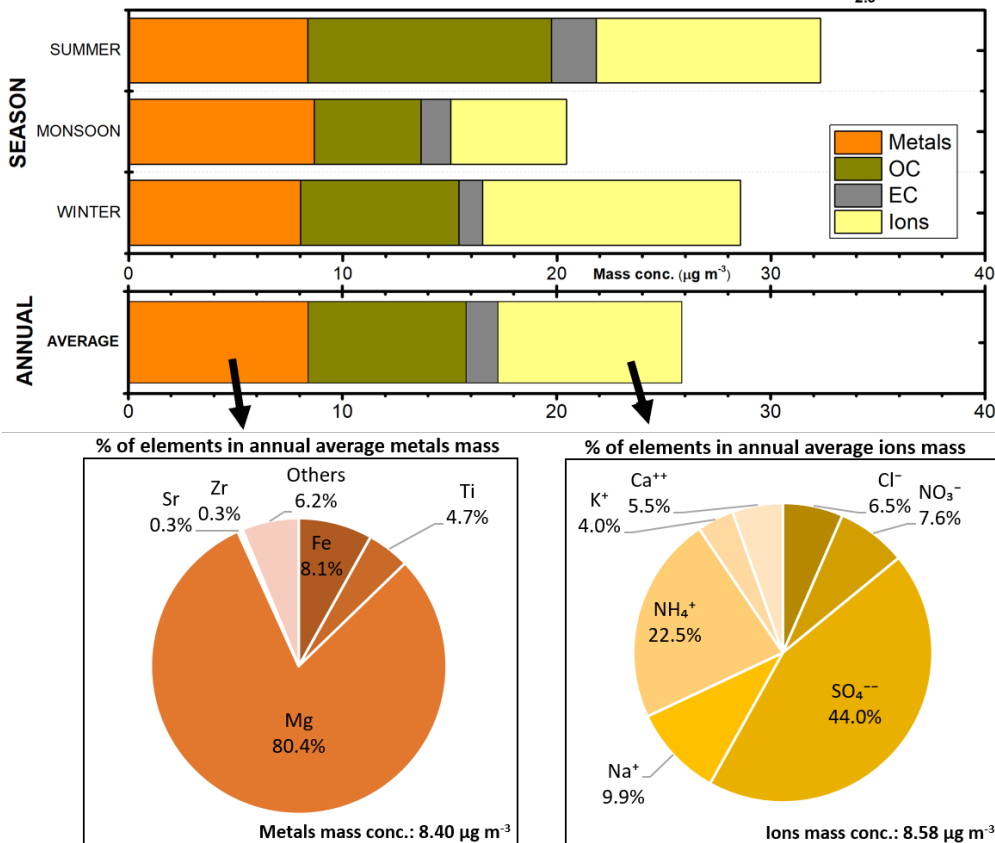 2.5
SEASON
SUMMER
MONSOON
WINTER
Metals
OC
EC
Ions
0 10 Mass conc. (µg m⁻³) 20 30 40
ANNUAL
AVERAGE
0 10 20 30 40
% of elements in annual average metals mass
Sr
0.3%
Zr
0.3%
Others
6.2%
Ti
4.7%
Fe
8.1%
Mg
80.4%
Metals mass conc.: 8.40 µg m⁻³
% of elements in annual average ions mass
K⁺
4.0%
Ca⁺⁺
5.5%
Cl⁻
6.5%
NO₃⁻
7.6%
NH₄⁺
22.5%
SO₄⁻⁻
44.0%
Na⁺
9.9%
Ions mass conc.: 8.58 µg m⁻³